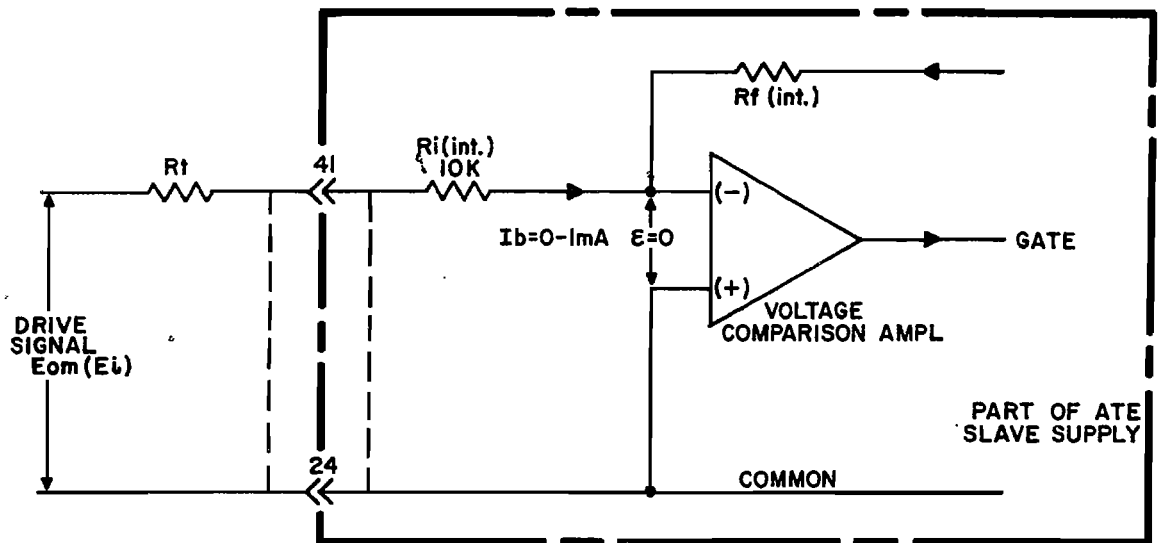 Rf (int.)
Rt
41
Ri (int.)
10K
(−)
Ib=0-1mA
ε=0
GATE
(+)
VOLTAGE
COMPARISON AMPL
DRIVE
SIGNAL
Eom (Ei)
PART OF ATE
SLAVE SUPPLY
24
COMMON